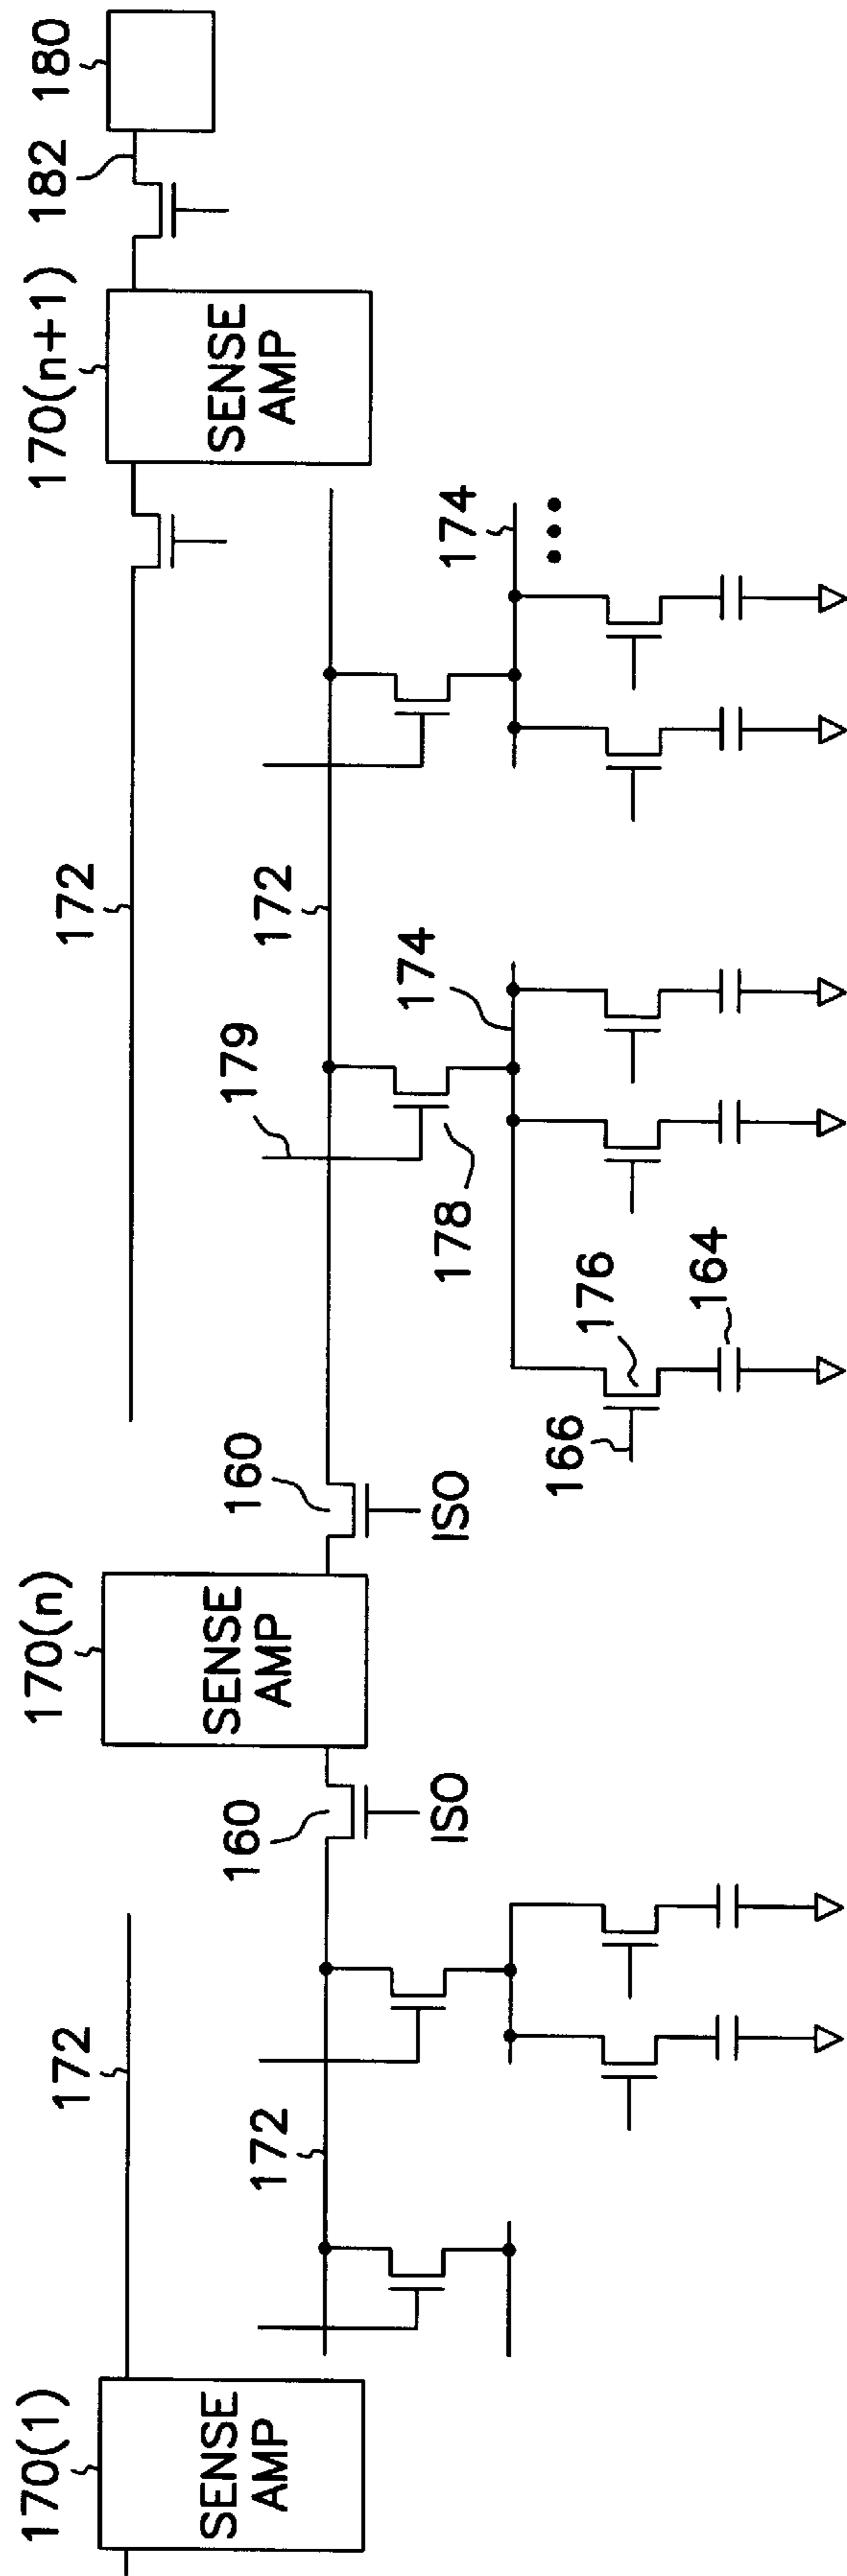 170(1)
SENSE
AMP
172
172
160
ISO
170(n)
SENSE
AMP
160
ISO
179
178
174
166
176
164
172
172
174
170(n+1)
SENSE
AMP
182
180